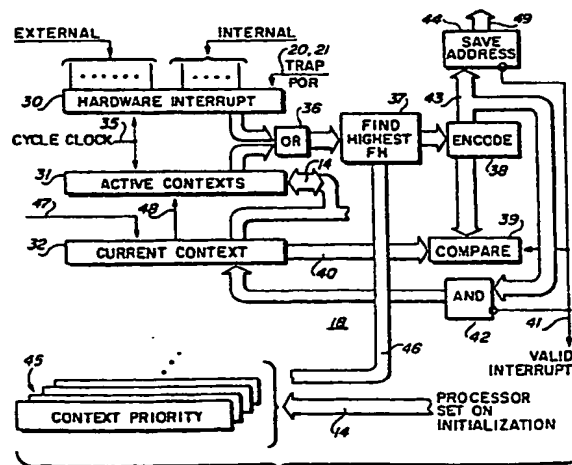 EXTERNAL
INTERNAL
20, 21
TRAP
POR
30
HARDWARE INTERRUPT
35
CYCLE CLOCK
36
OR
37
FIND
HIGHEST
FH
44
49
SAVE
ADDRESS
43
ENCODE
38
31
ACTIVE CONTEXTS
14
47
48
32
CURRENT CONTEXT
40
39
COMPARE
AND
42
41
18
46
VALID
INTERRUPT
45
CONTEXT PRIORITY
14
PROCESSOR
SET ON
INITIALIZATION